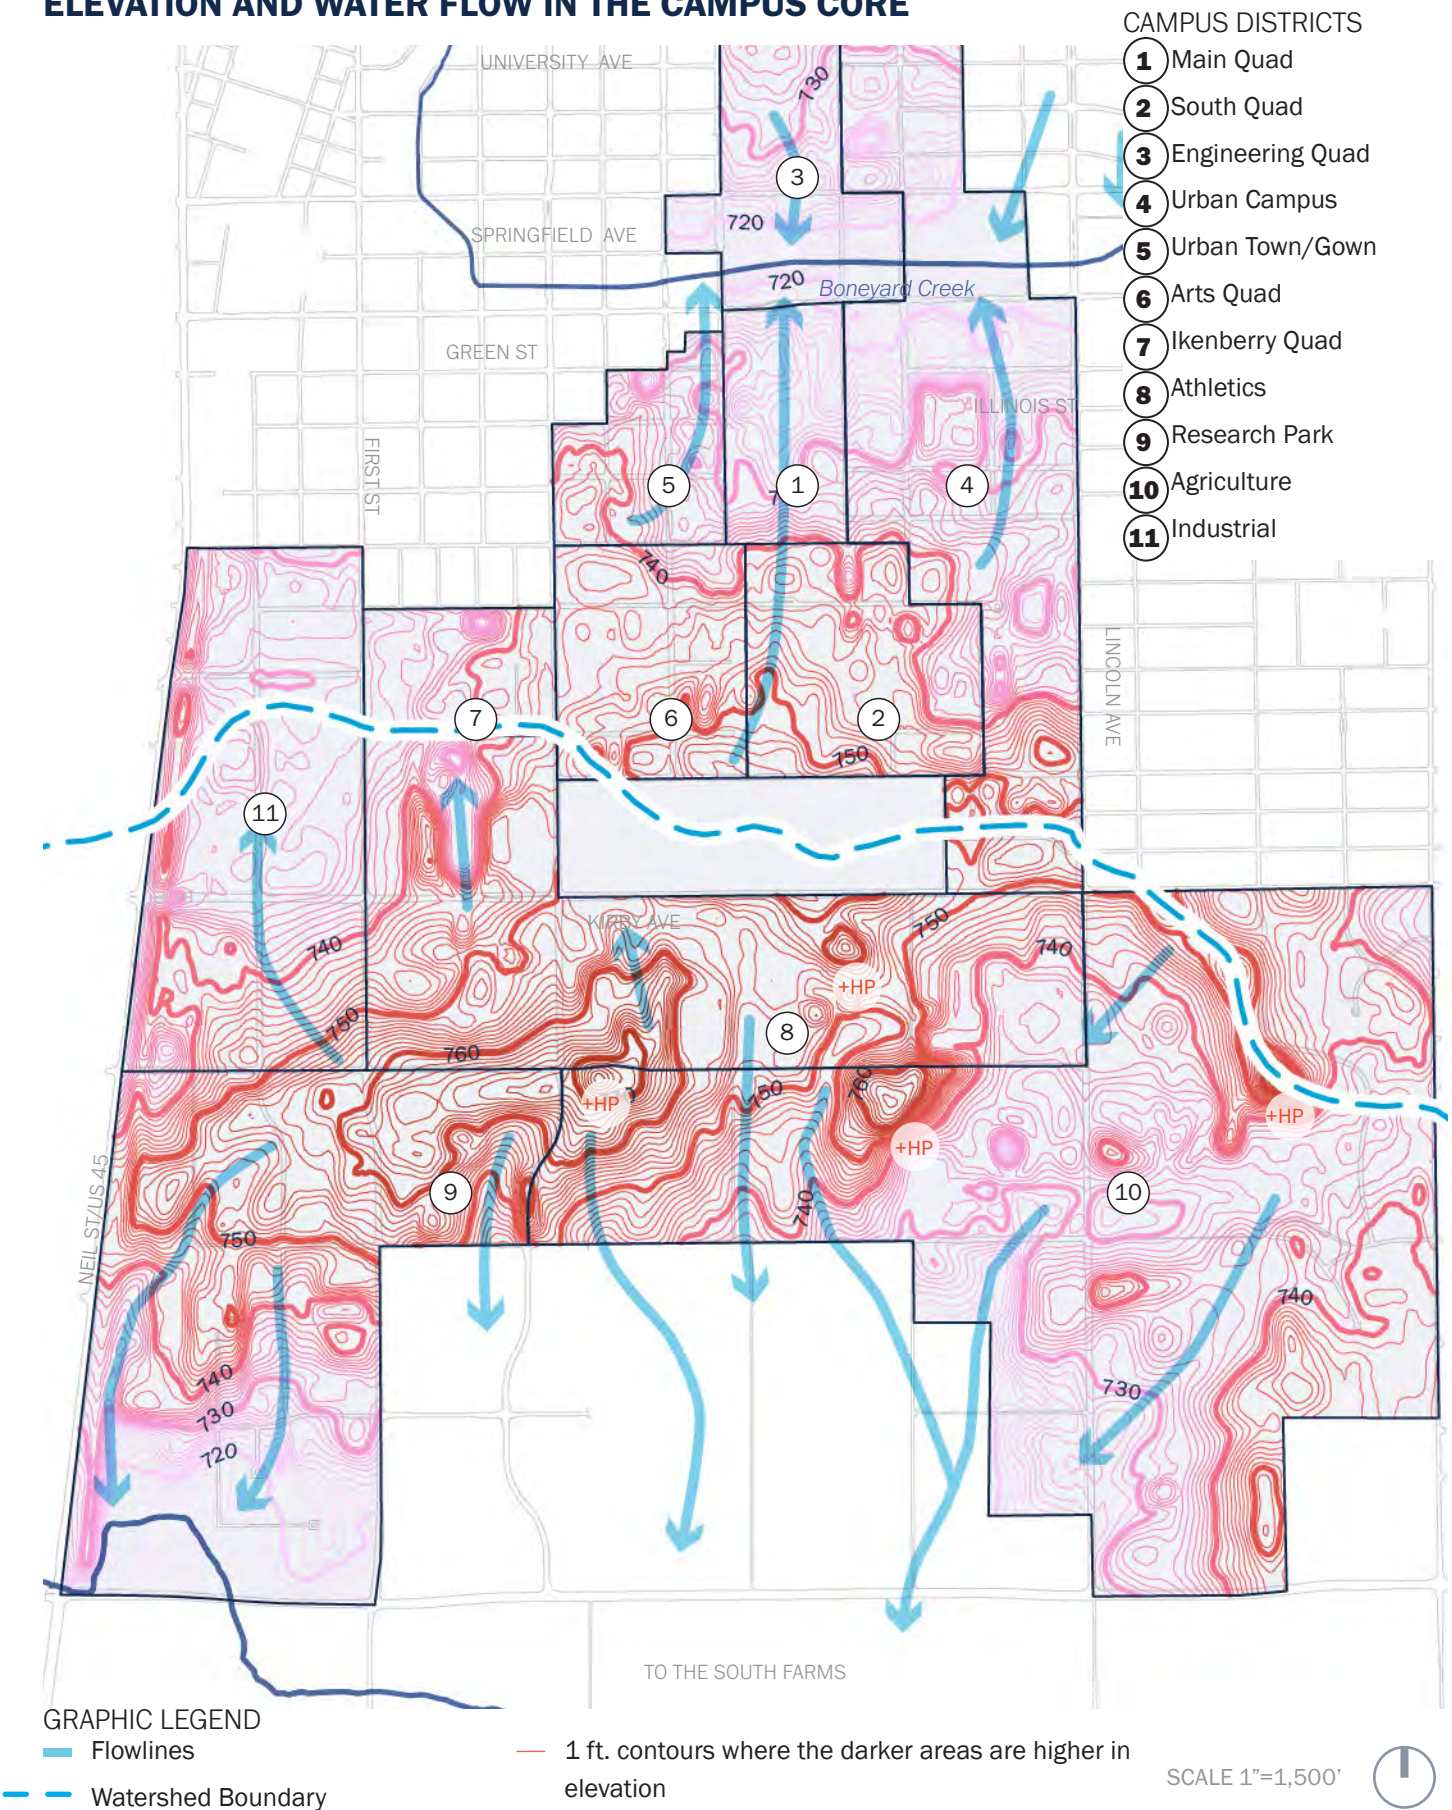 ELEVATION AND WATER FLOW IN THE CAMPUS CORE
CAMPUS DISTRICTS
1 Main Quad
2 South Quad
3 Engineering Quad
4 Urban Campus
5 Urban Town/Gown
6 Arts Quad
7 Ikenberry Quad
8 Athletics
9 Research Park
10 Agriculture
11 Industrial
UNIVERSITY AVE
130
3
720
SPRINGFIELD AVE
720
Boneyard Creek
GREEN ST
ILLINOIS ST
FIRST ST
5
1
4
740
LINCOLN AVE
7
6
2
750
11
KIRBY AVE
750
740
740
+HP
750
8
760
750
760
+HP
+HP
+HP
9
10
740
NEIL ST/US 45
750
740
140
730
730
720
TO THE SOUTH FARMS
GRAPHIC LEGEND
Flowlines
Watershed Boundary
1 ft. contours where the darker areas are higher in
elevation
SCALE 1”=1,500’